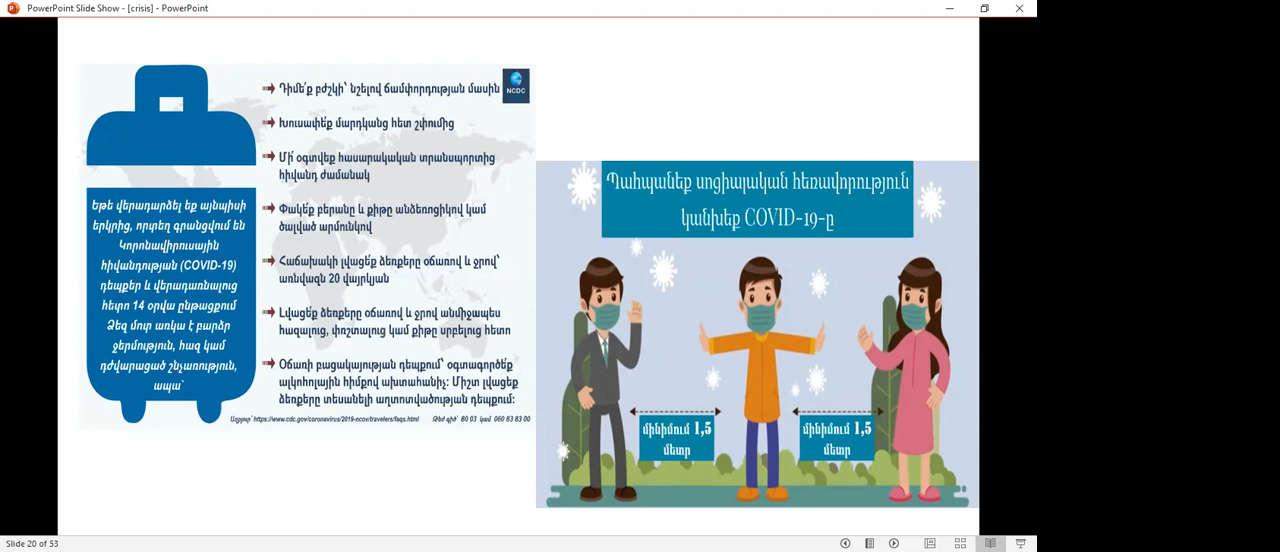 PowerPoint Slide Show - [crisis] - PowerPoint
Եթե վերադարձել եք այնպիսի
երկրից, որտեղ գրանցվում են
Կորոնավիրուսային
հիվանդության (COVID-19)
դեպքեր և վերադառնալուց
հետո 14 օրվա ընթացքում
Ձեզ մոտ առկա է բարձր
ջերմություն, հազ կամ
դժվարացած շնչառություն,
ապա՝
Դիմե՛ք բժշկի՝ նշելով ճամփորդության մասին
NCDC
Խուսափե՛ք մարդկանց հետ շփումից
Մի՛ օգտվեք հասարակական տրանսպորտից
հիվանդ ժամանակ
Փակե՛ք բերանը և քիթը անձեռոցիկով կամ
ծալված արմունկով
Հաճախակի լվացե՛ք ձեռքերը օճառով և ջրով՝
առնվազն 20 վայրկյան
Լվացե՛ք ձեռքերը օճառով և ջրով անմիջապես
հազալուց, փռշտալուց կամ քիթը սրբելուց հետո
Օճառի բացակայության դեպքում՝ օգտագործե՛ք
ալկոհոլային հիմքով ախտահանիչ: Միշտ լվացեք
ձեռքերը տեսանելի աղտոտվածության դեպքում:
Աղբյուր՝ https://www.cdc.gov/coronavirus/2019-ncov/travelers/faqs.html Թեժ գիծ՝ 80 03 կամ 060 83 83 00
Պահպանեք սոցիալական հեռավորություն
կանխեք COVID-19-ը
մինիմում 1,5
մետր
մինիմում 1,5
մետր
Slide 20 of 53